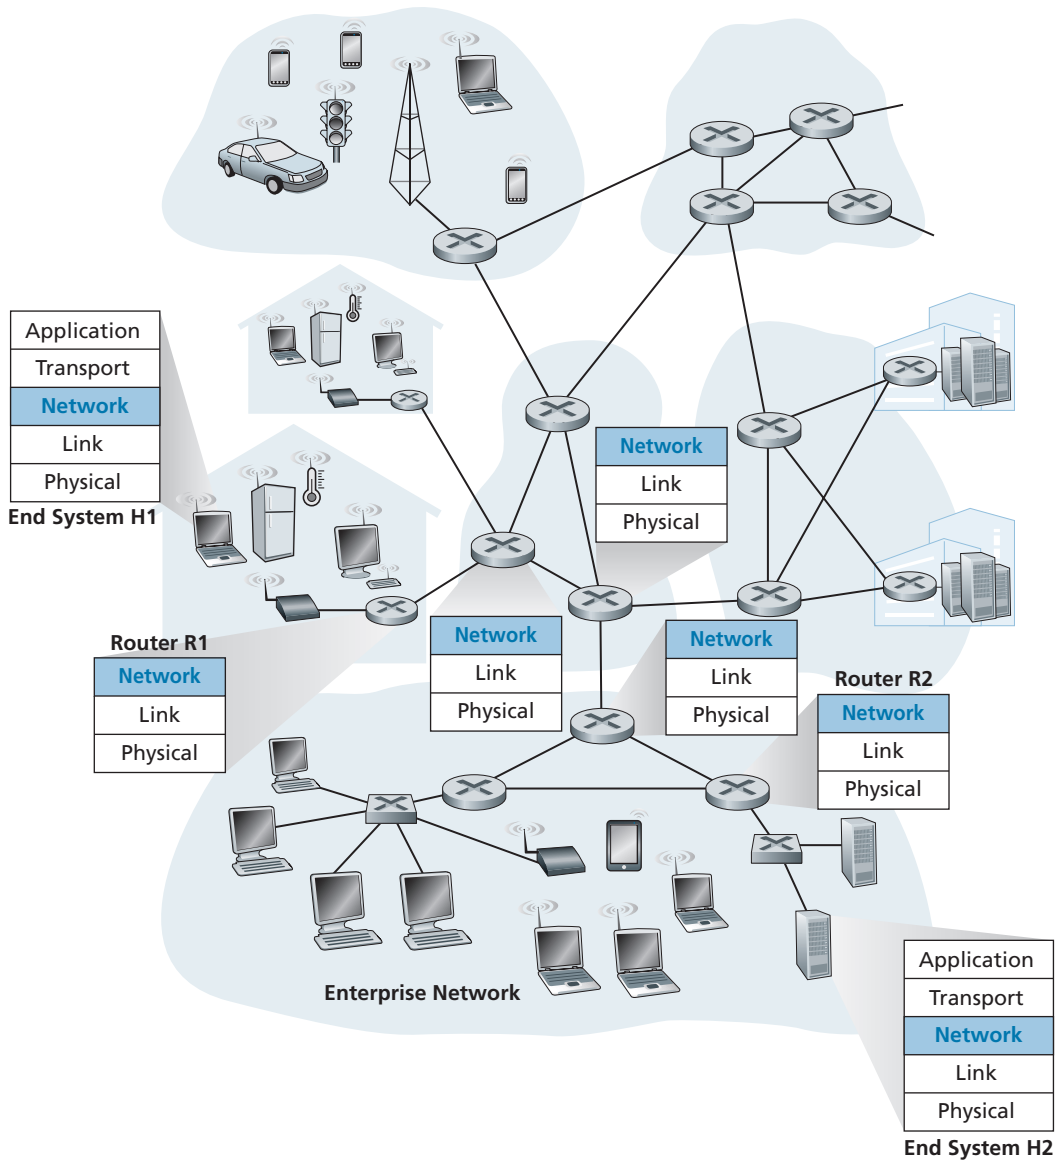 Application
Transport
Network
Link
Physical
End System H1
Network
Link
Physical
Router R1
Network
Link
Physical
Network
Link
Physical
Network
Link
Physical
Router R2
Network
Link
Physical
Enterprise Network
Application
Transport
Network
Link
Physical
End System H2